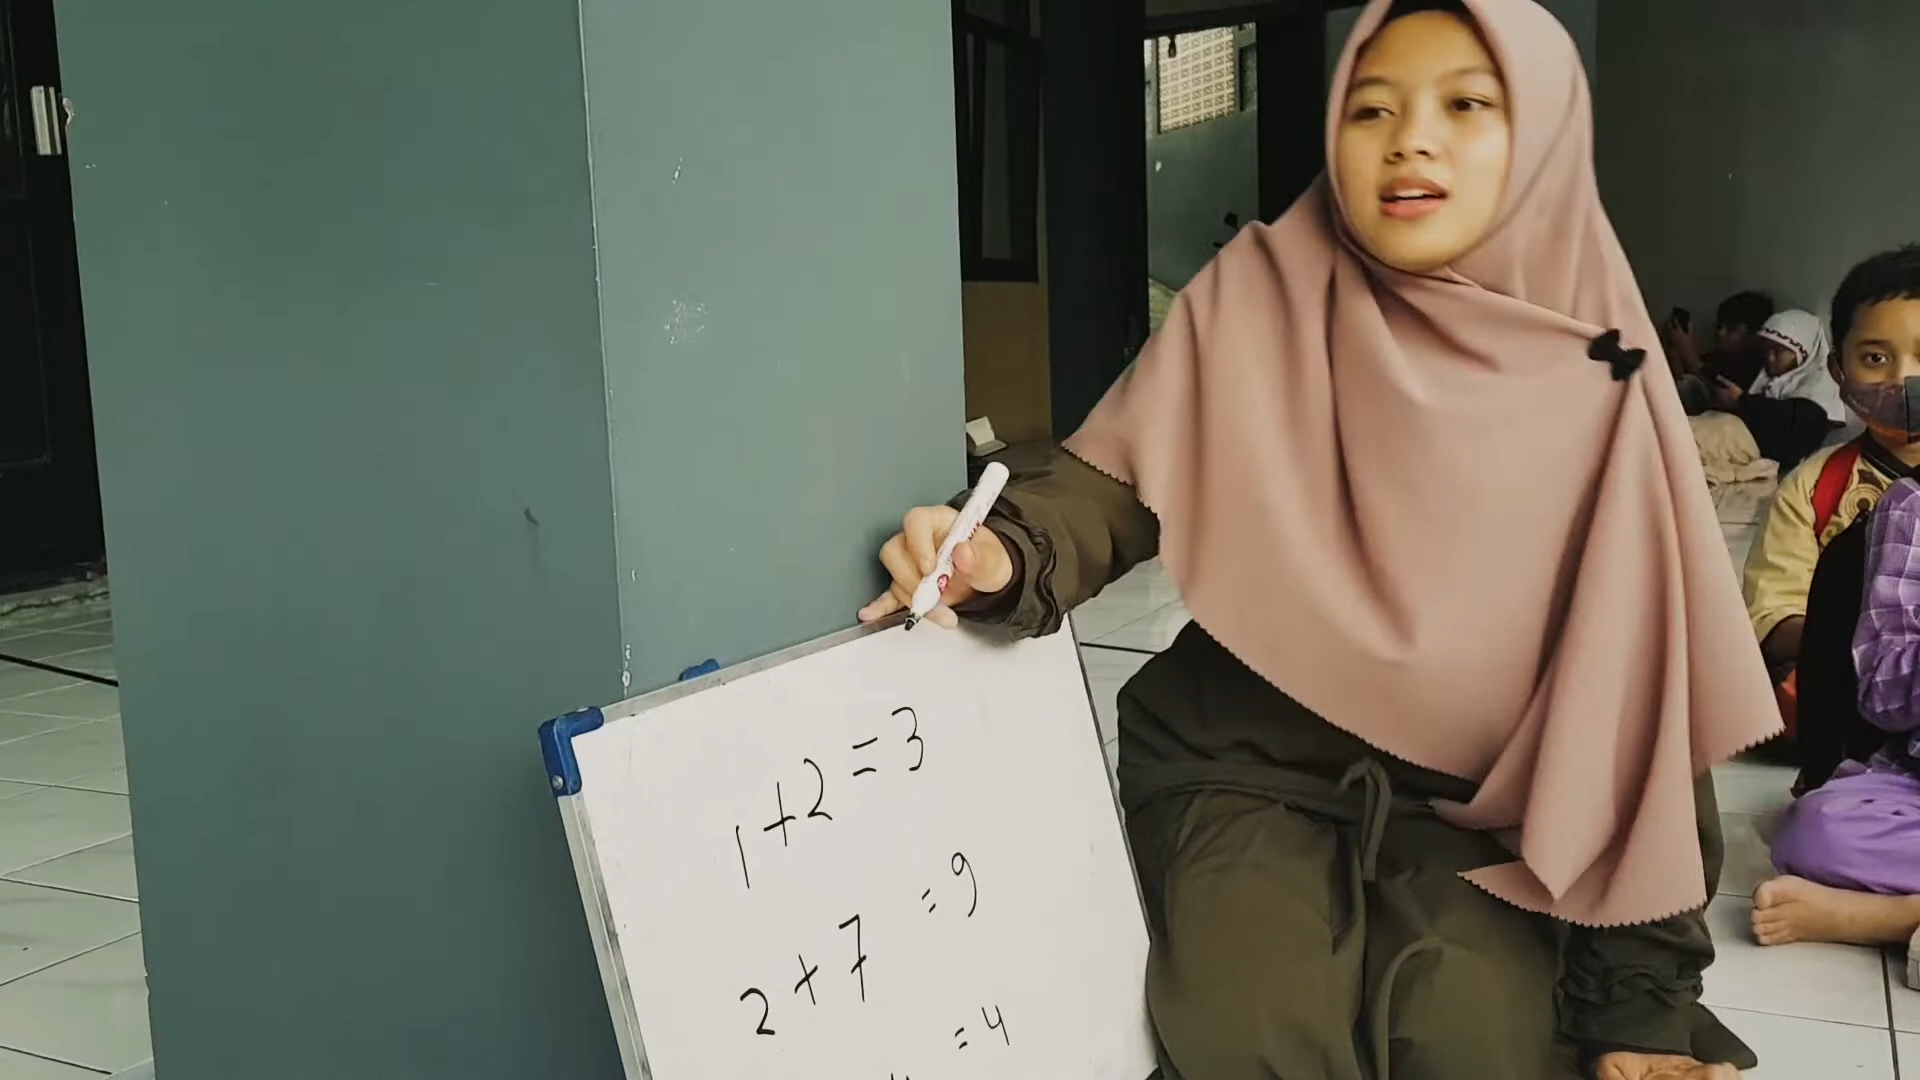 1 + 2 = 3
2 + 7 = 9
= 4